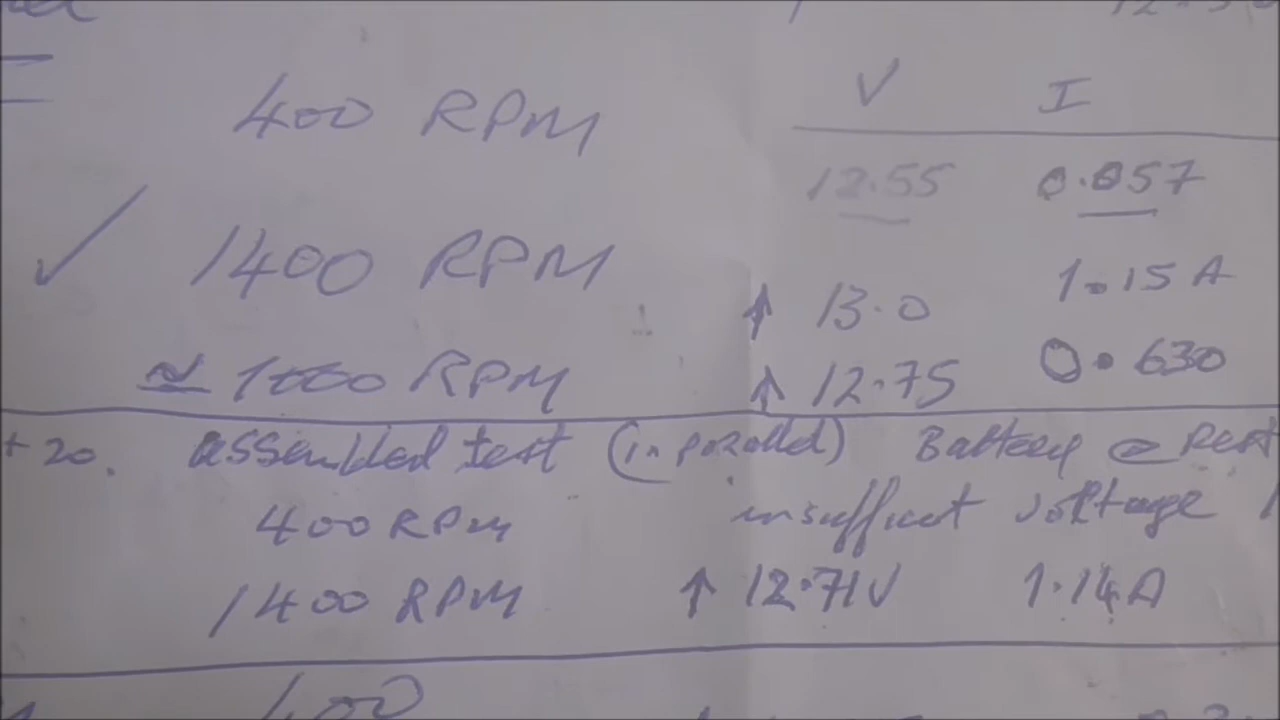 V I
400 RPM 12.55 0.057
✓ 1400 RPM ↑ 13.0 1.15 A
≃ 1000 RPM ↑ 12.75 0.630
+ 20. assembled test (in parallel) Battery @ Rest
400 RPM insufficent voltage
1400 RPM ↑ 12.71V 1.14A
400